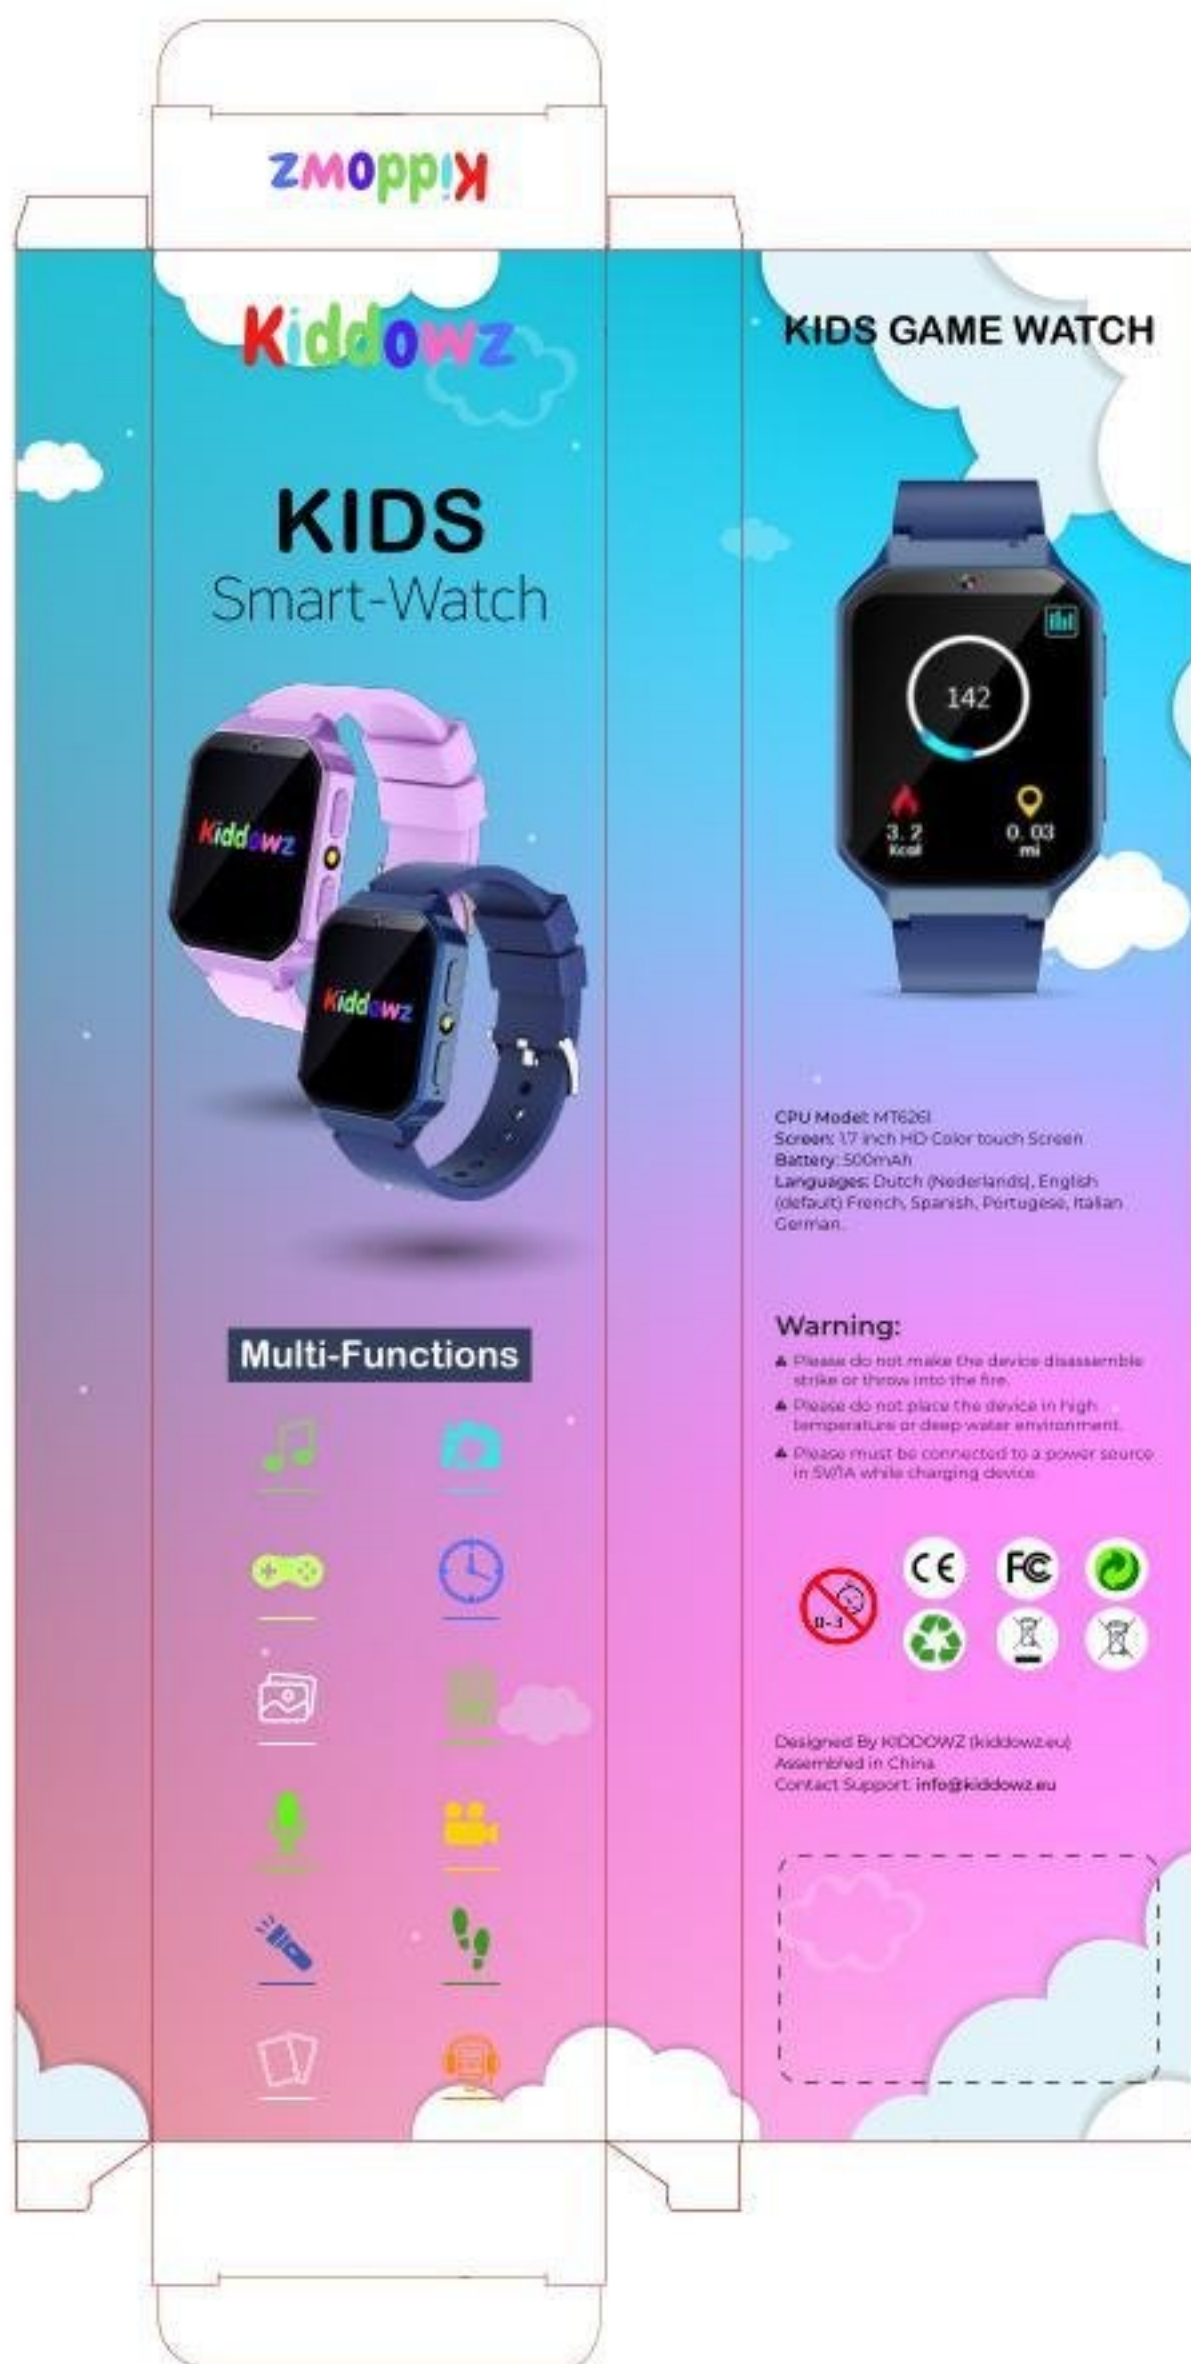 Kiddowz
Kiddowz
KIDS
Smart-Watch
Kiddowz
Kiddowz
Multi-Functions
KIDS GAME WATCH
142
3.2
Kcal
0.03
mi
CPU Model: MT6261
Screen: 1.7 inch HD Color touch Screen
Battery: 500mAh
Languages: Dutch (Nederlands), English
(default) French, Spanish, Portugese, Italian
German.
Warning:
Please do not make the device disassemble
strike or throw into the fire.
Please do not place the device in high
temperature or deep water environment.
Please must be connected to a power source
in 5V/1A while charging device.
0-3
CE
FC
Designed By KIDDOWZ (kiddowz.eu)
Assembled in China
Contact Support: info@kiddowz.eu